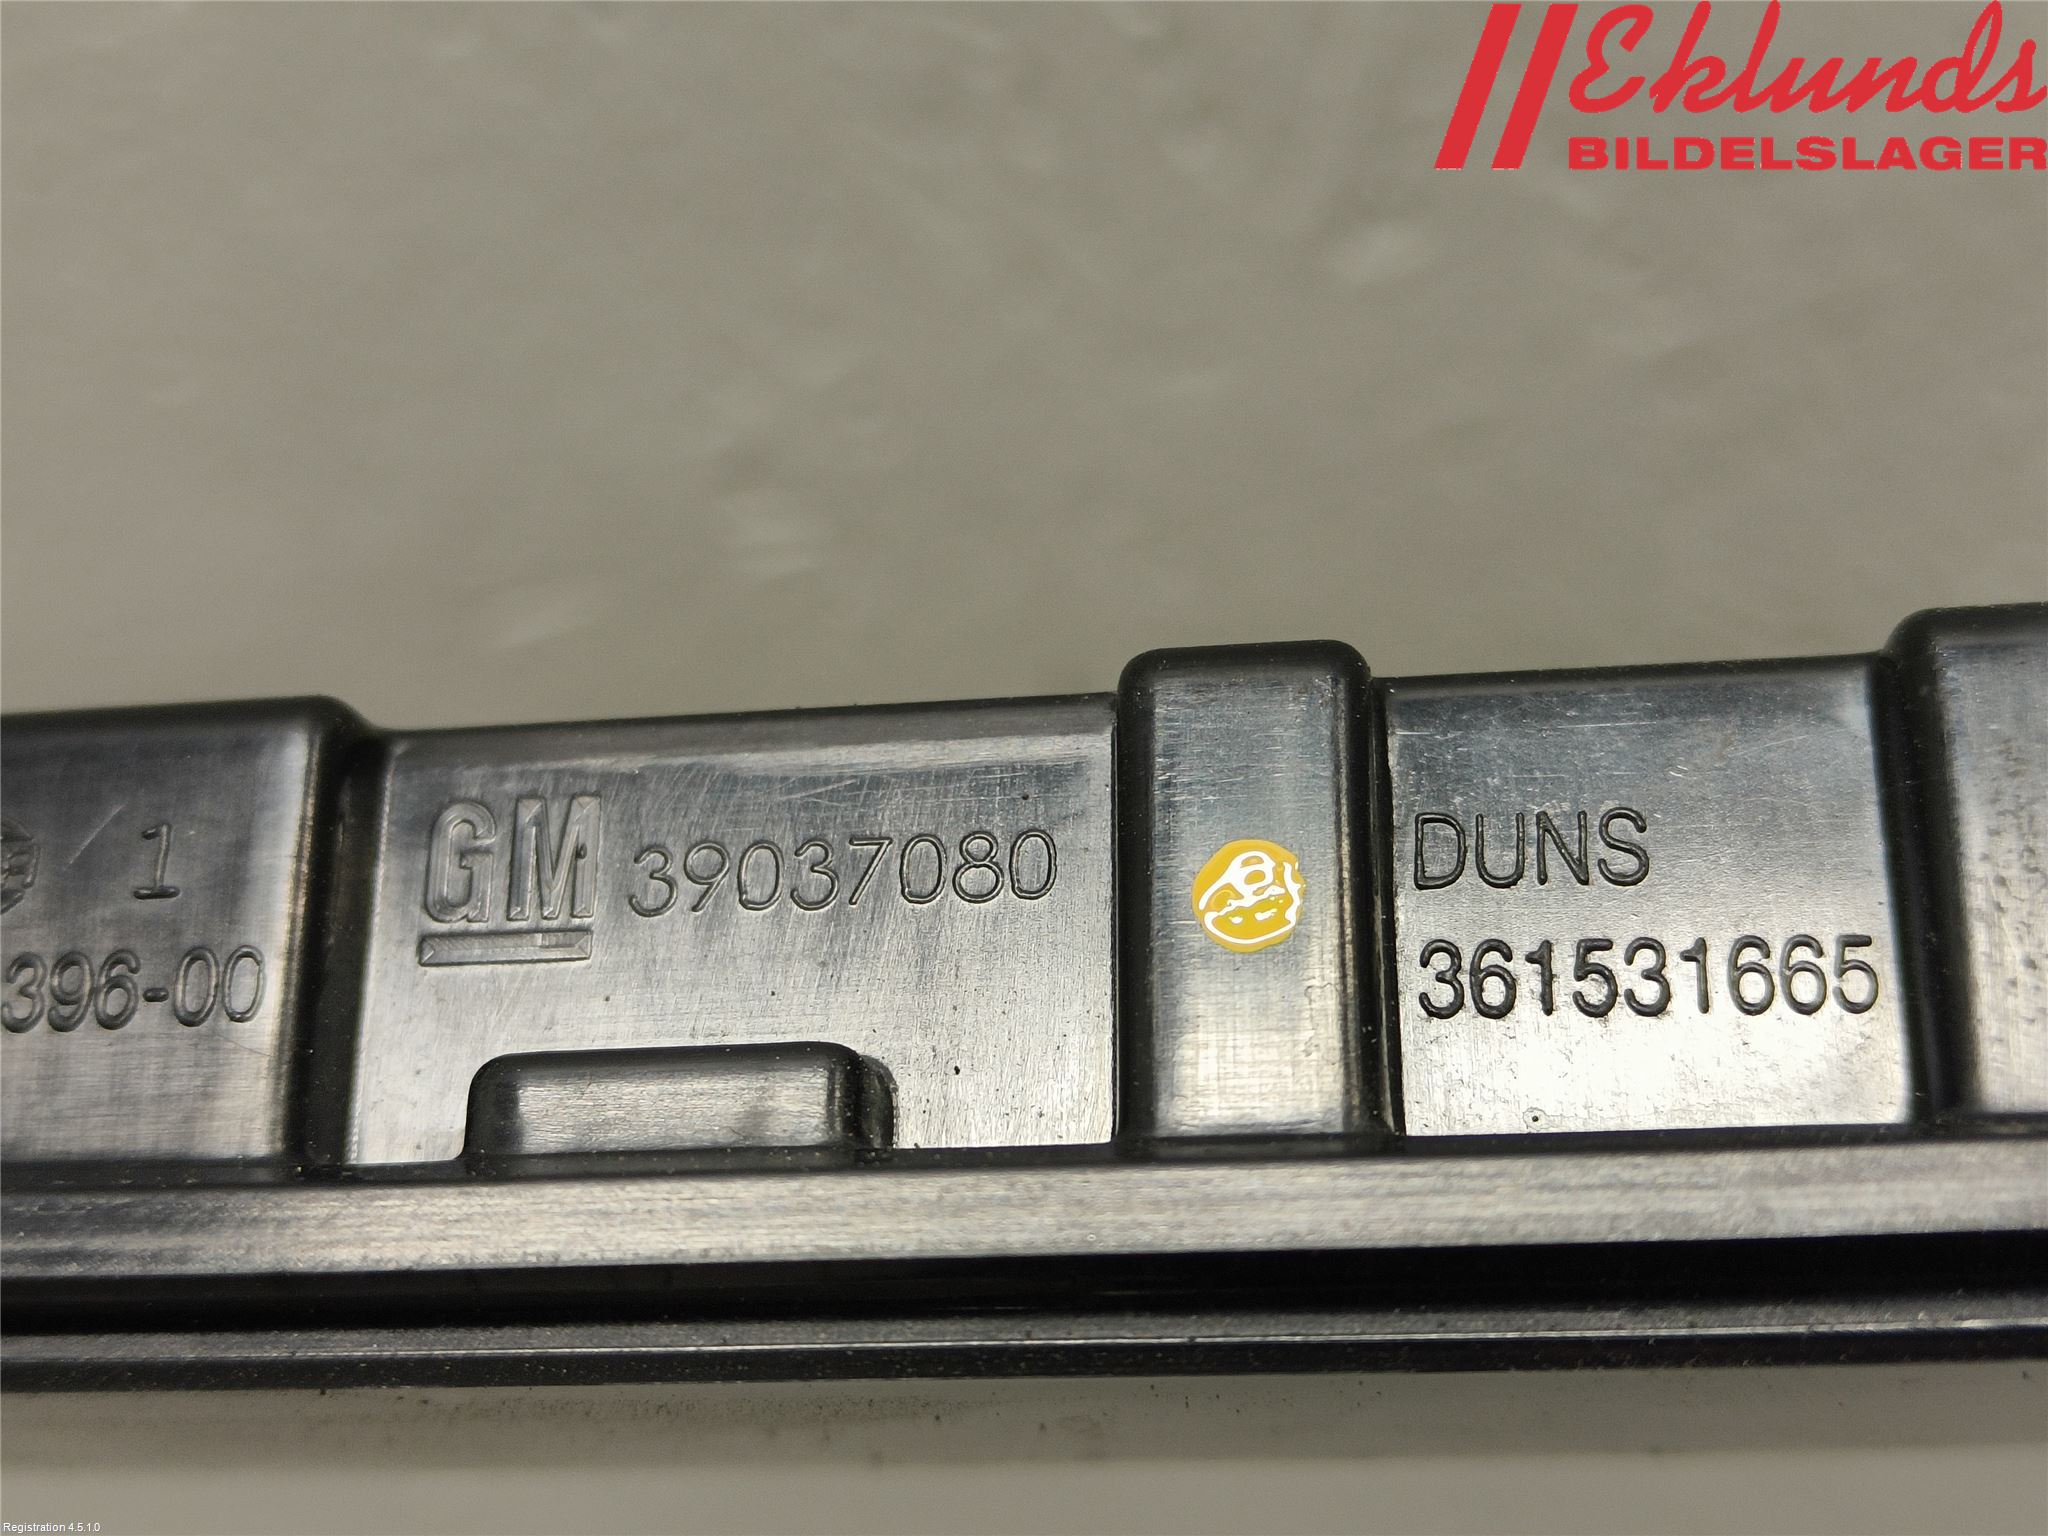 Eklunds
BILDELSLAGER
1
396-00
GM 39037080
DUNS
361531665
Registration 4.5.1.0